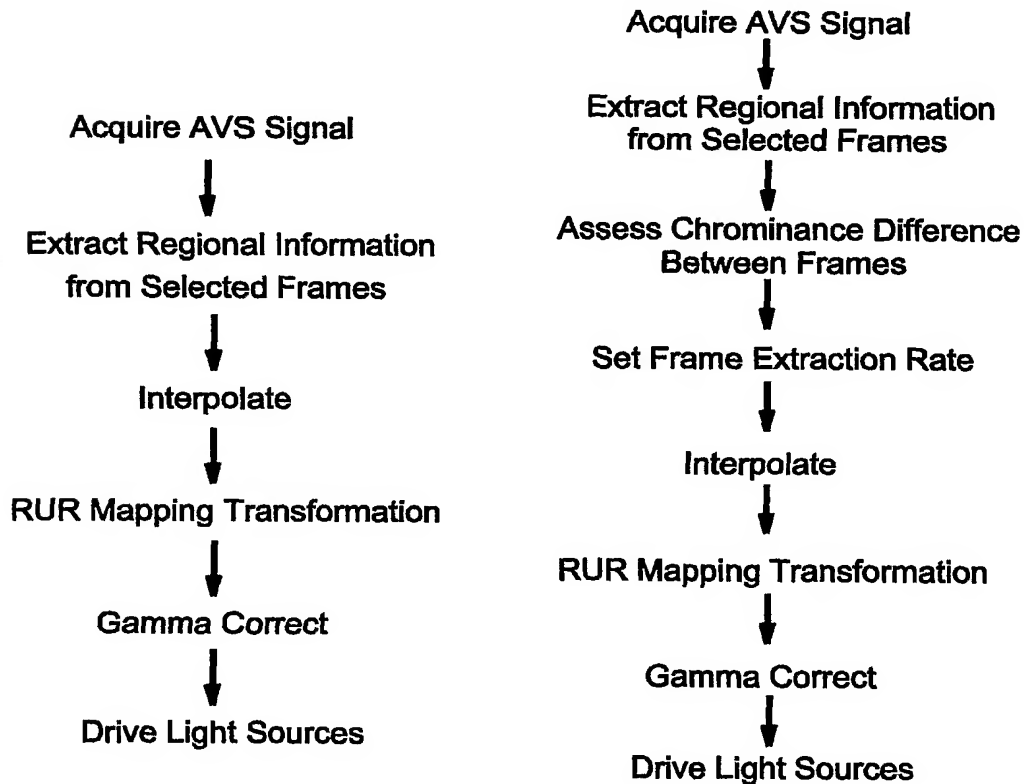 Acquire AVS Signal
Extract Regional Information
from Selected Frames
Interpolate
RUR Mapping Transformation
Gamma Correct
Drive Light Sources
Acquire AVS Signal
Extract Regional Information
from Selected Frames
Assess Chrominance Difference
Between Frames
Set Frame Extraction Rate
Interpolate
RUR Mapping Transformation
Gamma Correct
Drive Light Sources